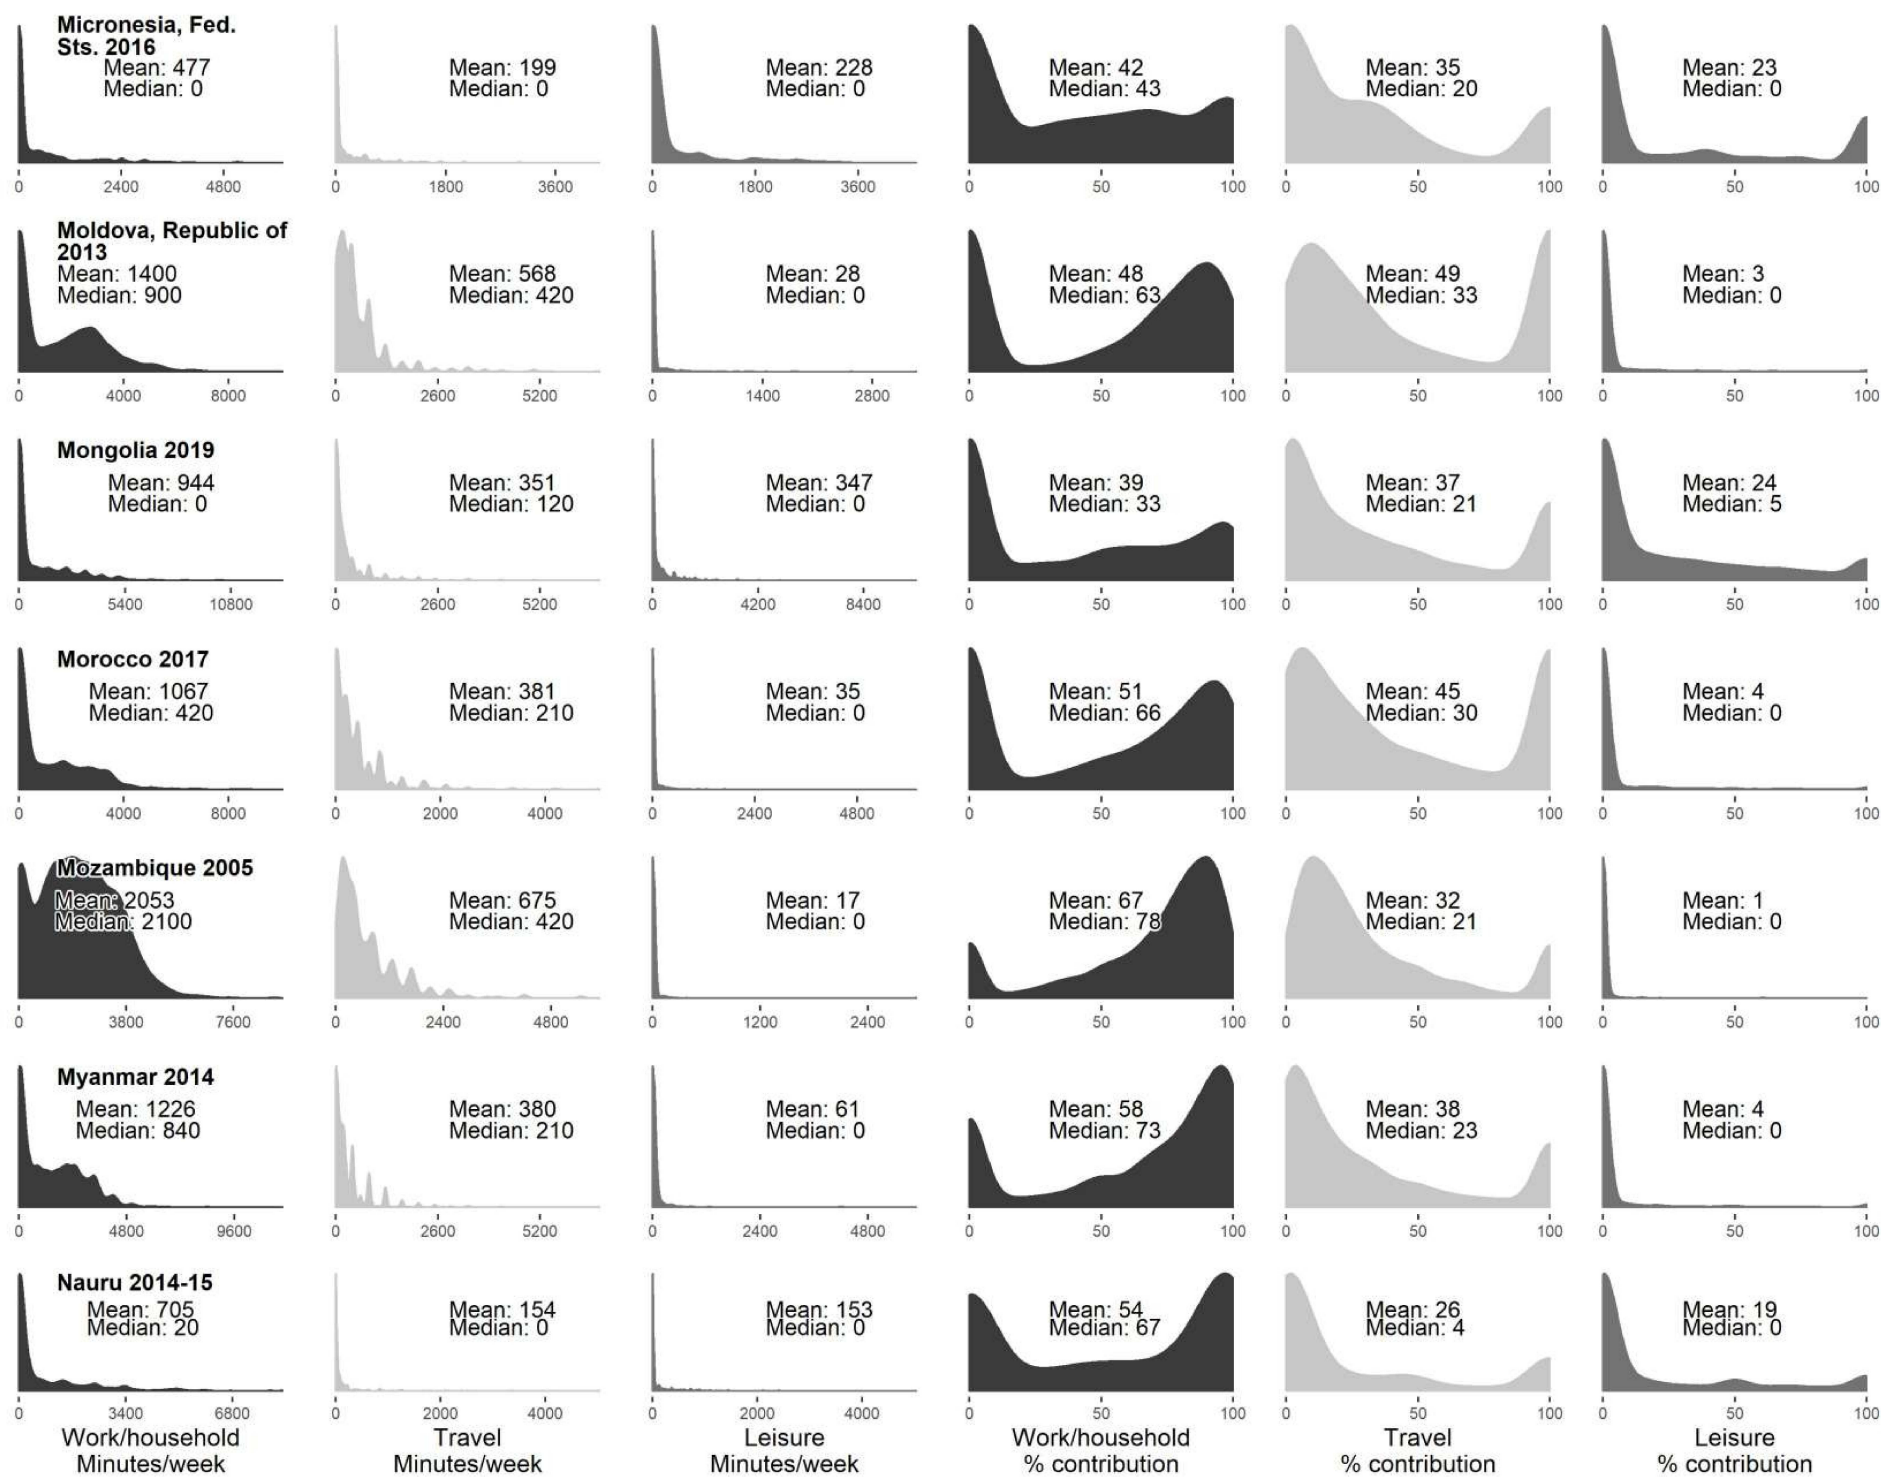 Micronesia, Fed.
Sts. 2016
Mean: 477
Median: 0
Mean: 199
Median: 0
Mean: 228
Median: 0
Mean: 42
Median: 43
Mean: 35
Median: 20
Mean: 23
Median: 0
0 2400 4800
0 1800 3600
0 1800 3600
0 50 100
0 50 100
0 50 100
Moldova, Republic of
2013
Mean: 1400
Median: 900
Mean: 568
Median: 420
Mean: 28
Median: 0
Mean: 48
Median: 63
Mean: 49
Median: 33
Mean: 3
Median: 0
0 4000 8000
0 2600 5200
0 1400 2800
0 50 100
0 50 100
0 50 100
Mongolia 2019
Mean: 944
Median: 0
Mean: 351
Median: 120
Mean: 347
Median: 0
Mean: 39
Median: 33
Mean: 37
Median: 21
Mean: 24
Median: 5
0 5400 10800
0 2600 5200
0 4200 8400
0 50 100
0 50 100
0 50 100
Morocco 2017
Mean: 1067
Median: 420
Mean: 381
Median: 210
Mean: 35
Median: 0
Mean: 51
Median: 66
Mean: 45
Median: 30
Mean: 4
Median: 0
0 4000 8000
0 2000 4000
0 2400 4800
0 50 100
0 50 100
0 50 100
Mozambique 2005
Mean: 2053
Median: 2100
Mean: 675
Median: 420
Mean: 17
Median: 0
Mean: 67
Median: 78
Mean: 32
Median: 21
Mean: 1
Median: 0
0 3800 7600
0 2400 4800
0 1200 2400
0 50 100
0 50 100
0 50 100
Myanmar 2014
Mean: 1226
Median: 840
Mean: 380
Median: 210
Mean: 61
Median: 0
Mean: 58
Median: 73
Mean: 38
Median: 23
Mean: 4
Median: 0
0 4800 9600
0 2600 5200
0 2400 4800
0 50 100
0 50 100
0 50 100
Nauru 2014-15
Mean: 705
Median: 20
Mean: 154
Median: 0
Mean: 153
Median: 0
Mean: 54
Median: 67
Mean: 26
Median: 4
Mean: 19
Median: 0
0 3400 6800
0 2000 4000
0 2000 4000
0 50 100
0 50 100
0 50 100
Work/household
Minutes/week
Travel
Minutes/week
Leisure
Minutes/week
Work/household
% contribution
Travel
% contribution
Leisure
% contribution